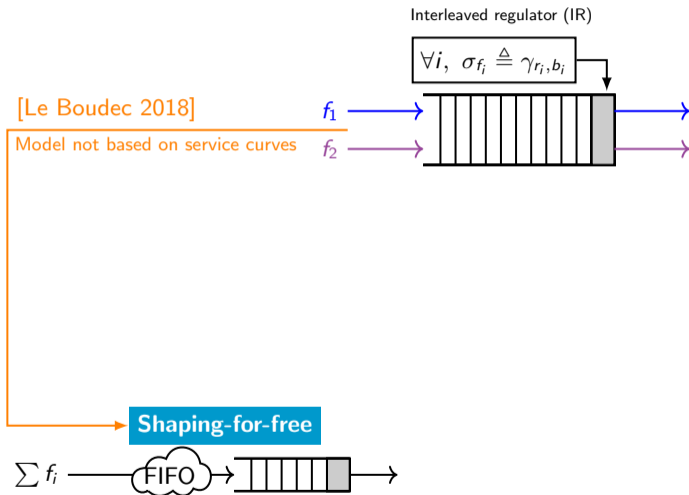 Interleaved regulator (IR)
∀i, σ_{f_i} ≜ γ_{r_i,b_i}
[Le Boudec 2018]
f_1
Model not based on service curves
f_2
Shaping-for-free
∑ f_i
FIFO